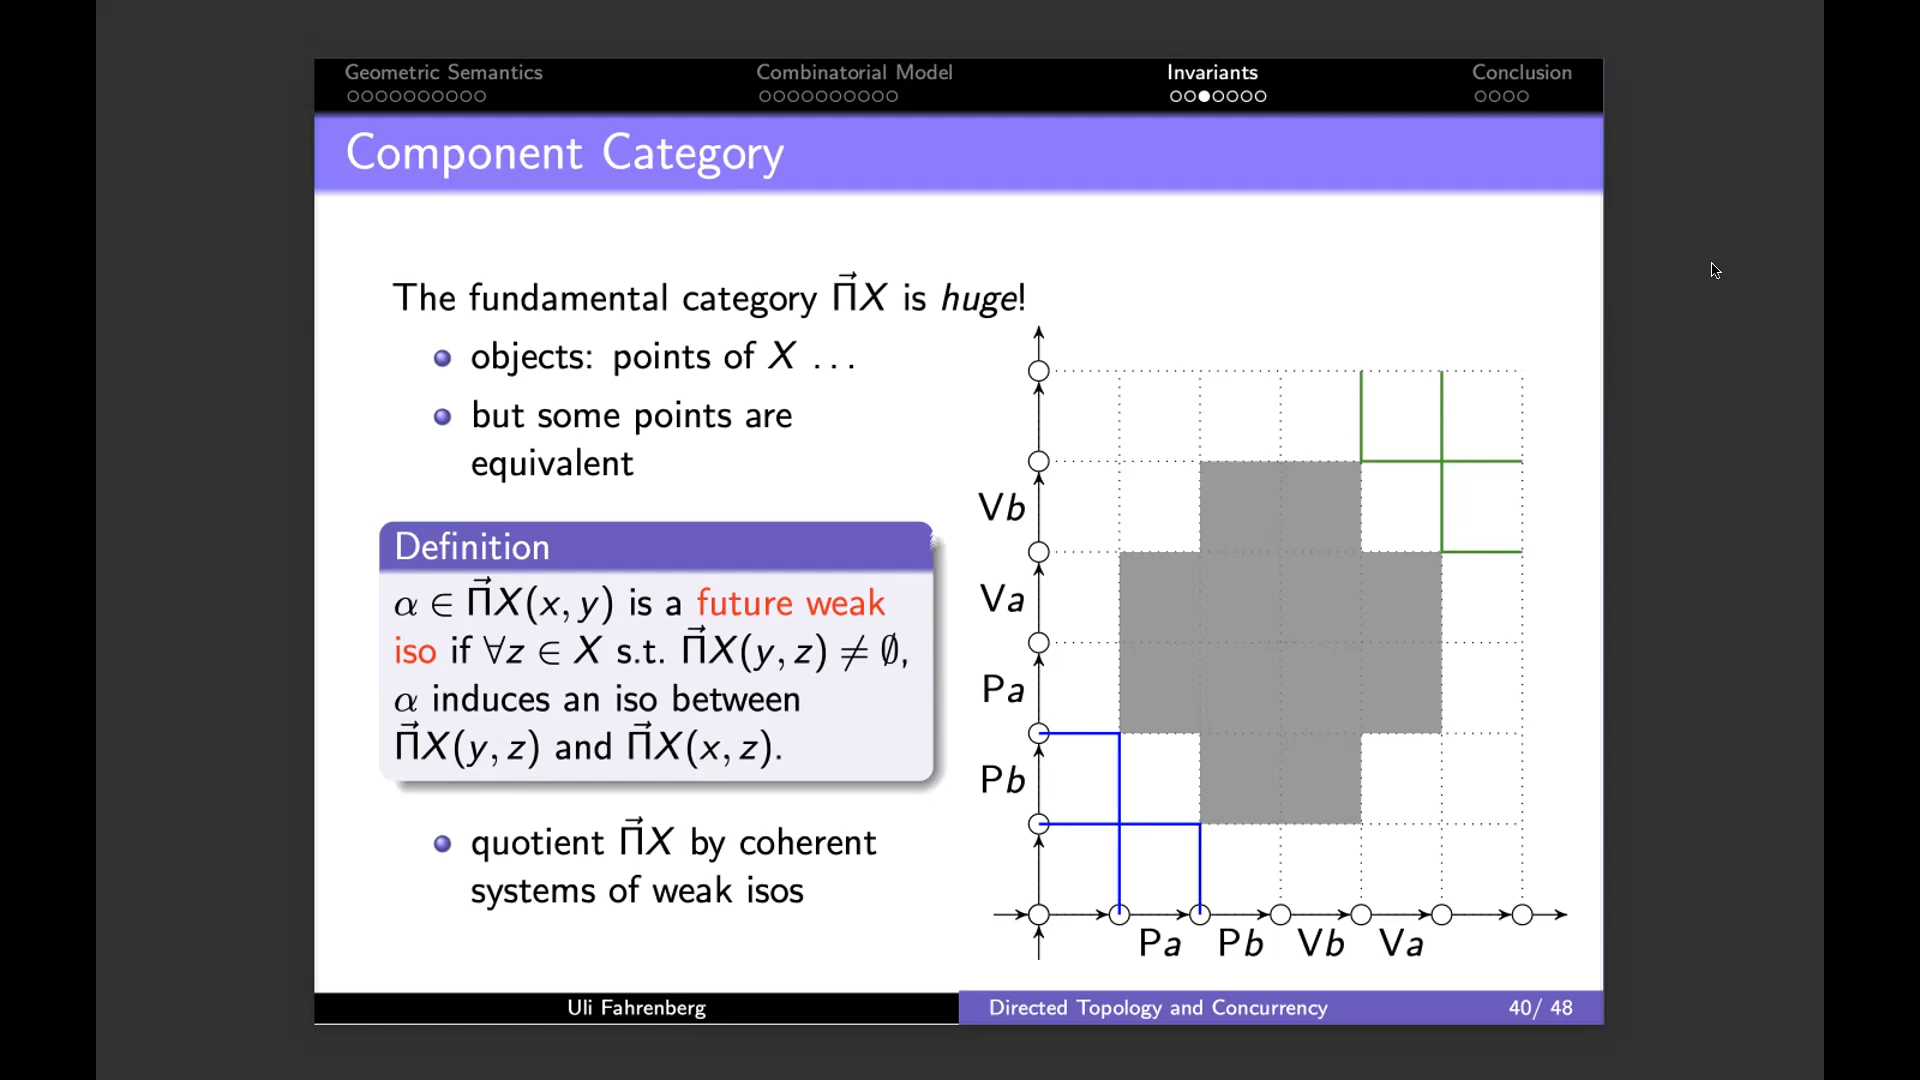 Geometric Semantics
Combinatorial Model
Invariants
Conclusion
Component Category
The fundamental category Π⃗X is huge!
objects: points of X ...
but some points are
equivalent
Definition
α ∈ Π⃗X(x, y) is a future weak
iso if ∀z ∈ X s.t. Π⃗X(y, z) ≠ ∅,
α induces an iso between
Π⃗X(y, z) and Π⃗X(x, z).
quotient Π⃗X by coherent
systems of weak isos
Vb
Va
Pa
Pb
Pa Pb Vb Va
Uli Fahrenberg
Directed Topology and Concurrency
40/ 48